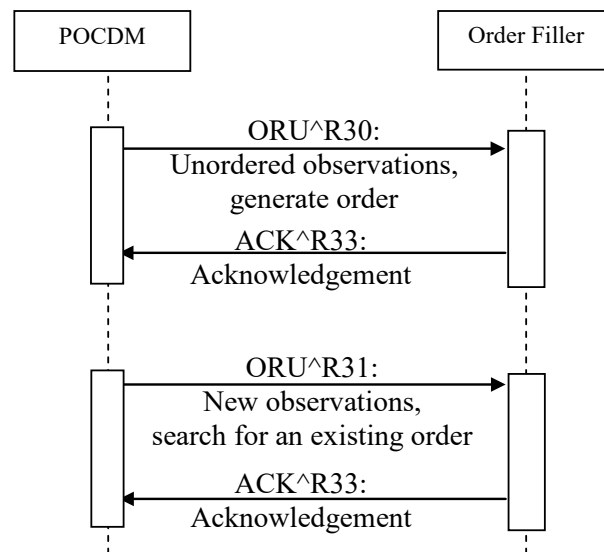 POCDM
Order Filler
ORU^R30:
Unordered observations,
generate order
ACK^R33:
Acknowledgement
ORU^R31:
New observations,
search for an existing order
ACK^R33:
Acknowledgement